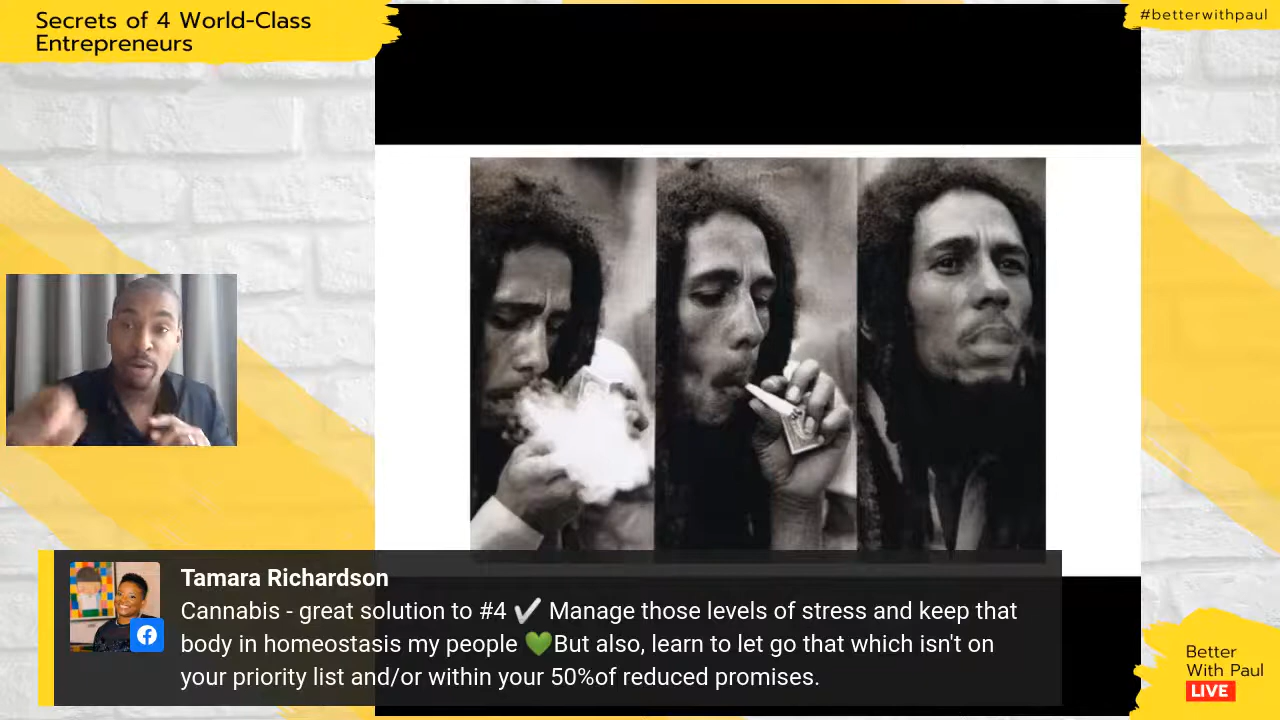 Secrets of 4 World-Class
Entrepreneurs
#betterwithpaul
Tamara Richardson
Cannabis - great solution to #4 ✔️ Manage those levels of stress and keep that
body in homeostasis my people 💚But also, learn to let go that which isn't on
your priority list and/or within your 50%of reduced promises.
Better
With Paul
LIVE